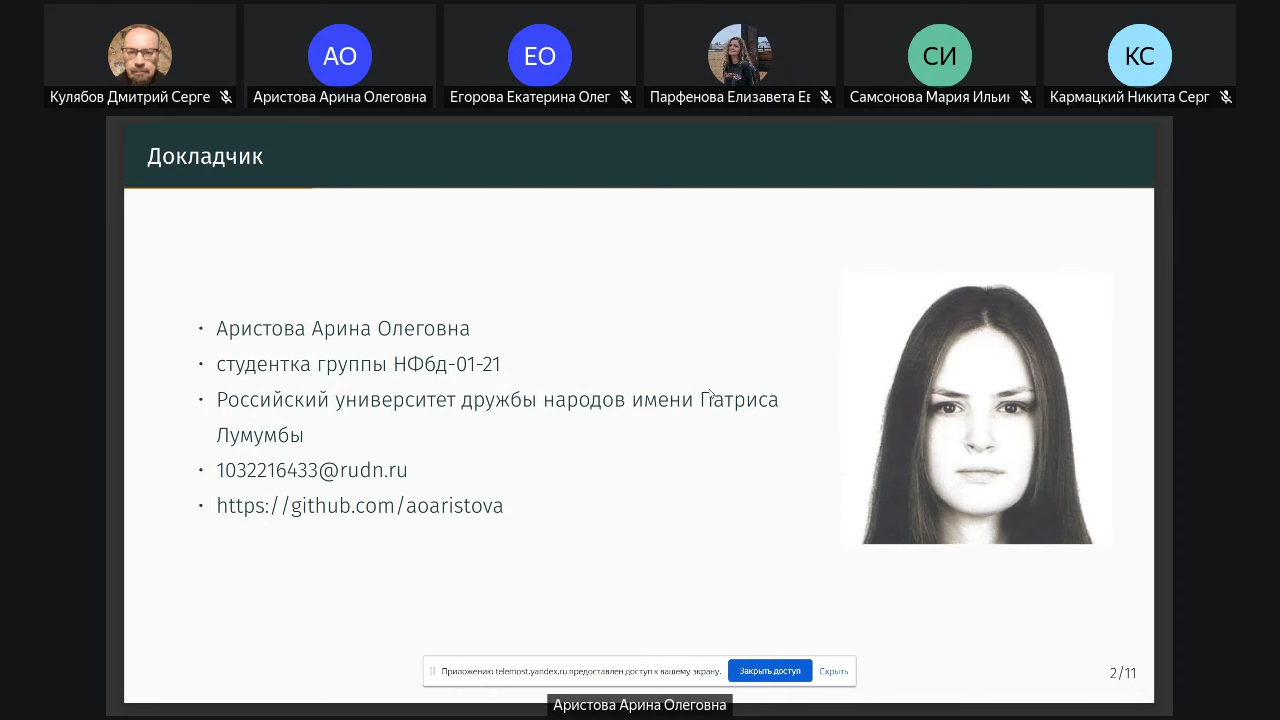 АО
ЕО
СИ
КС
Кулябов Дмитрий Серге
Аристова Арина Олеговна
Егорова Екатерина Олег
Парфенова Елизавета Ев
Самсонова Мария Ильин
Кармацкий Никита Серг
Докладчик
• Аристова Арина Олеговна
• студентка группы НФбд-01-21
• Российский университет дружбы народов имени Патриса
Лумумбы
• 1032216433@rudn.ru
• https://github.com/aoaristova
Приложению telemost.yandex.ru предоставлен доступ к вашему экрану.
Закрыть доступ
Скрыть
2/11
Аристова Арина Олеговна